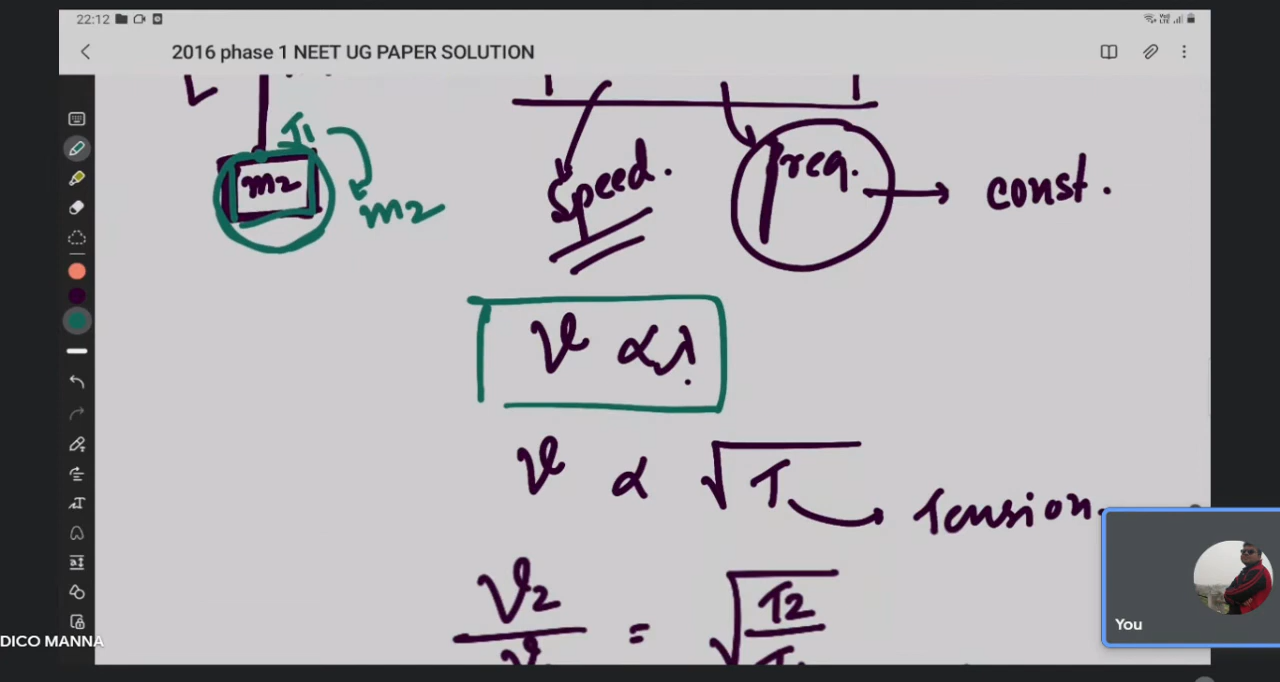 22:12
2016 phase 1 NEET UG PAPER SOLUTION
T1
m2
m2
Speed.
freq.
const.
v α λ
v α √T
Tension.
v2
= √T2
You
DICO MANNA